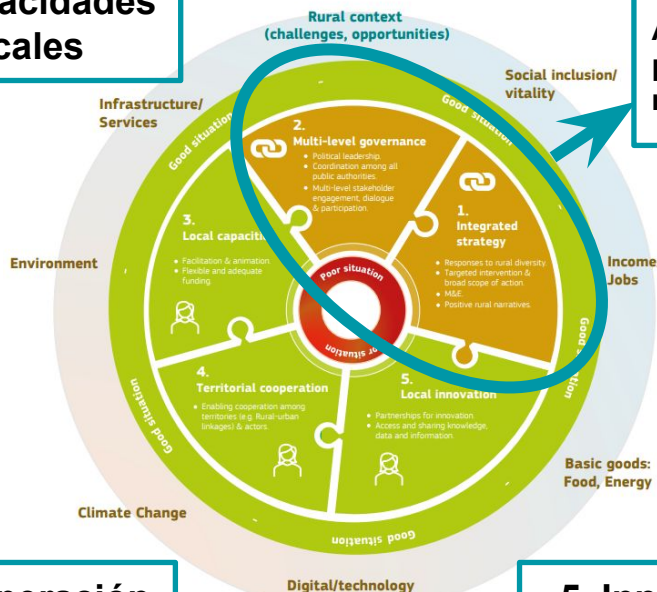 Rural context
(challenges, opportunities)
Social inclusion/
vitality
Infrastructure/
Services
Good situation
Good situation
2.
Multi-level governance
• Political leadership.
• Coordination among all
public authorities.
• Multi-level stakeholder
engagement, dialogue
& participation.
1.
Integrated
strategy
• Responses to rural diversity.
• Targeted intervention &
broad scope of action
• M&E.
• Positive rural narratives.
3.
Local
• Facilitation & animation.
• Flexible and adequate
funding.
Environment
Income
Jobs
Poor situation
situation
4.
Territorial cooperation
• Enabling cooperation among
territories (e.g. Rural-urban
linkages) & actors.
5.
Local innovation
• Partnerships for innovation.
• Access and sharing knowledge,
data and information.
Good situation
Good situation
Good situation
Basic goods:
Food, Energy
Climate Change
Digital/technology
5.